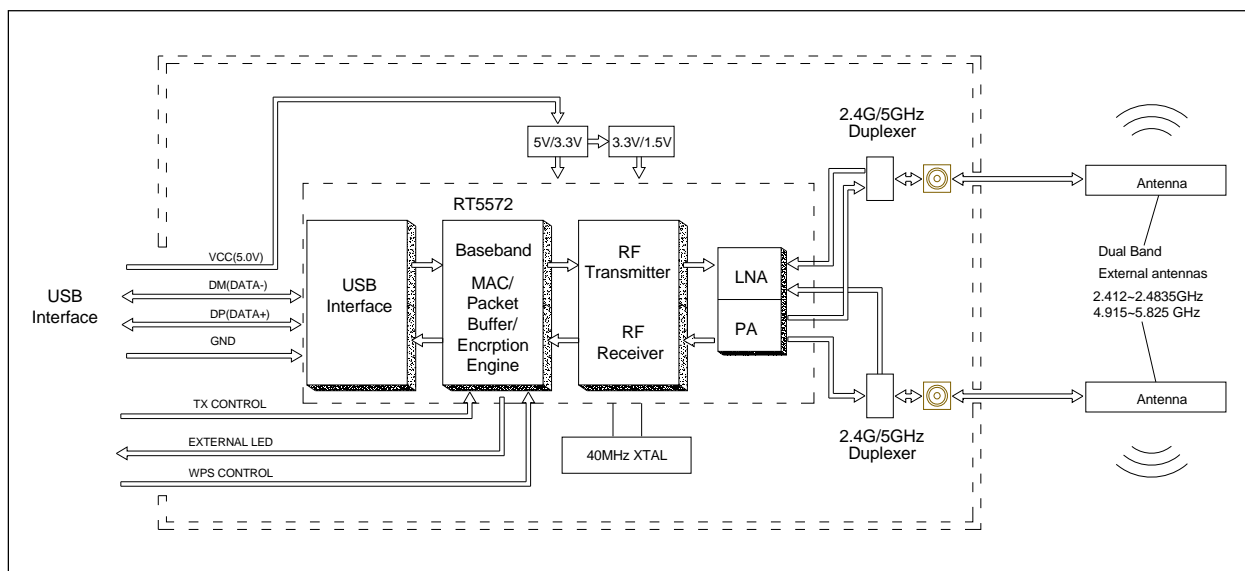 2.4G/5GHz
Duplexer
5V/3.3V
3.3V/1.5V
Antenna
RT5572
Baseband
MAC/
Packet
Buffer/
Encrption
Engine
RF
Transmitter
RF
Receiver
LNA
PA
USB
Interface
VCC(5.0V)
DM(DATA-)
DP(DATA+)
GND
USB
Interface
Dual Band
External antennas
2.412~2.4835GHz
4.915~5.825 GHz
Antenna
TX CONTROL
EXTERNAL LED
WPS CONTROL
40MHz XTAL
2.4G/5GHz
Duplexer